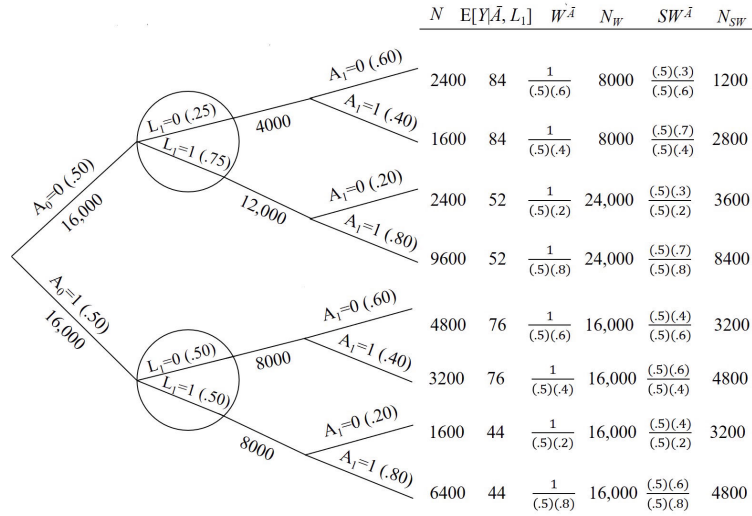 N E[Y|Ā, L₁] W^Ā N_W SW^Ā N_SW
A₁=0 (.60)
2400 84 1/((.5)(.6)) 8000 ((.5)(.3))/((.5)(.6)) 1200
L₁=0 (.25)
4000
A₁=1 (.40)
1600 84 1/((.5)(.4)) 8000 ((.5)(.7))/((.5)(.4)) 2800
A₀=0 (.50)
16,000
L₁=1 (.75)
12,000
A₁=0 (.20)
2400 52 1/((.5)(.2)) 24,000 ((.5)(.3))/((.5)(.2)) 3600
A₁=1 (.80)
9600 52 1/((.5)(.8)) 24,000 ((.5)(.7))/((.5)(.8)) 8400
A₀=1 (.50)
16,000
A₁=0 (.60)
4800 76 1/((.5)(.6)) 16,000 ((.5)(.4))/((.5)(.6)) 3200
L₁=0 (.50)
8000
A₁=1 (.40)
3200 76 1/((.5)(.4)) 16,000 ((.5)(.6))/((.5)(.4)) 4800
L₁=1 (.50)
8000
A₁=0 (.20)
1600 44 1/((.5)(.2)) 16,000 ((.5)(.4))/((.5)(.2)) 3200
A₁=1 (.80)
6400 44 1/((.5)(.8)) 16,000 ((.5)(.6))/((.5)(.8)) 4800